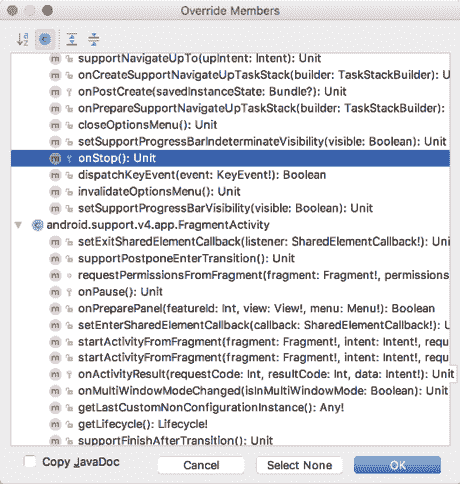 Override Members
supportNavigateUpTo(upIntent: Intent): Unit
onCreateSupportNavigateUpTaskStack(builder: TaskStackBuilder): U
onPostCreate(savedInstanceState: Bundle?): Unit
onPrepareSupportNavigateUpTaskStack(builder: TaskStackBuilder):
closeOptionsMenu(): Unit
setSupportProgressBarIndeterminateVisibility(visible: Boolean): Unit
onStop(): Unit
dispatchKeyEvent(event: KeyEvent!): Boolean
invalidateOptionsMenu(): Unit
setSupportProgressBarVisibility(visible: Boolean): Unit
android.support.v4.app.FragmentActivity
setExitSharedElementCallback(listener: SharedElementCallback!): Un
supportPostponeEnterTransition(): Unit
requestPermissionsFromFragment(fragment: Fragment!, permissions
onPause(): Unit
onPreparePanel(featureId: Int, view: View!, menu: Menu!): Boolean
setEnterSharedElementCallback(callback: SharedElementCallback!): U
startActivityFromFragment(fragment: Fragment!, intent: Intent!, requ
startActivityFromFragment(fragment: Fragment!, intent: Intent!, requ
onActivityResult(requestCode: Int, resultCode: Int, data: Intent!): Unit
onMultiWindowModeChanged(isInMultiWindowMode: Boolean): Unit
getLastCustomNonConfigurationInstance(): Any!
getLifecycle(): Lifecycle!
supportFinishAfterTransition(): Unit
Copy JavaDoc
Cancel
Select None
OK